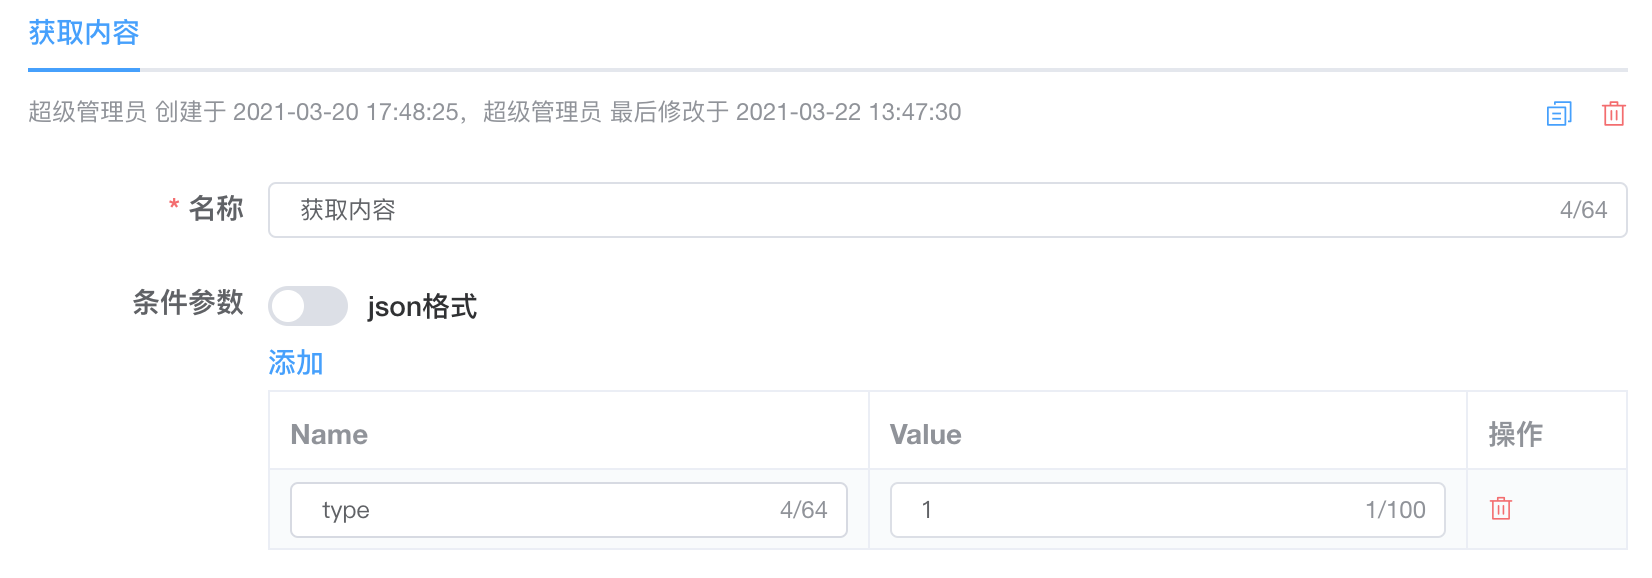 获取内容
超级管理员 创建于 2021-03-20 17:48:25，超级管理员 最后修改于 2021-03-22 13:47:30
* 名称 获取内容 4/64
条件参数 json格式
添加
Name Value 操作
type 4/64 1 1/100